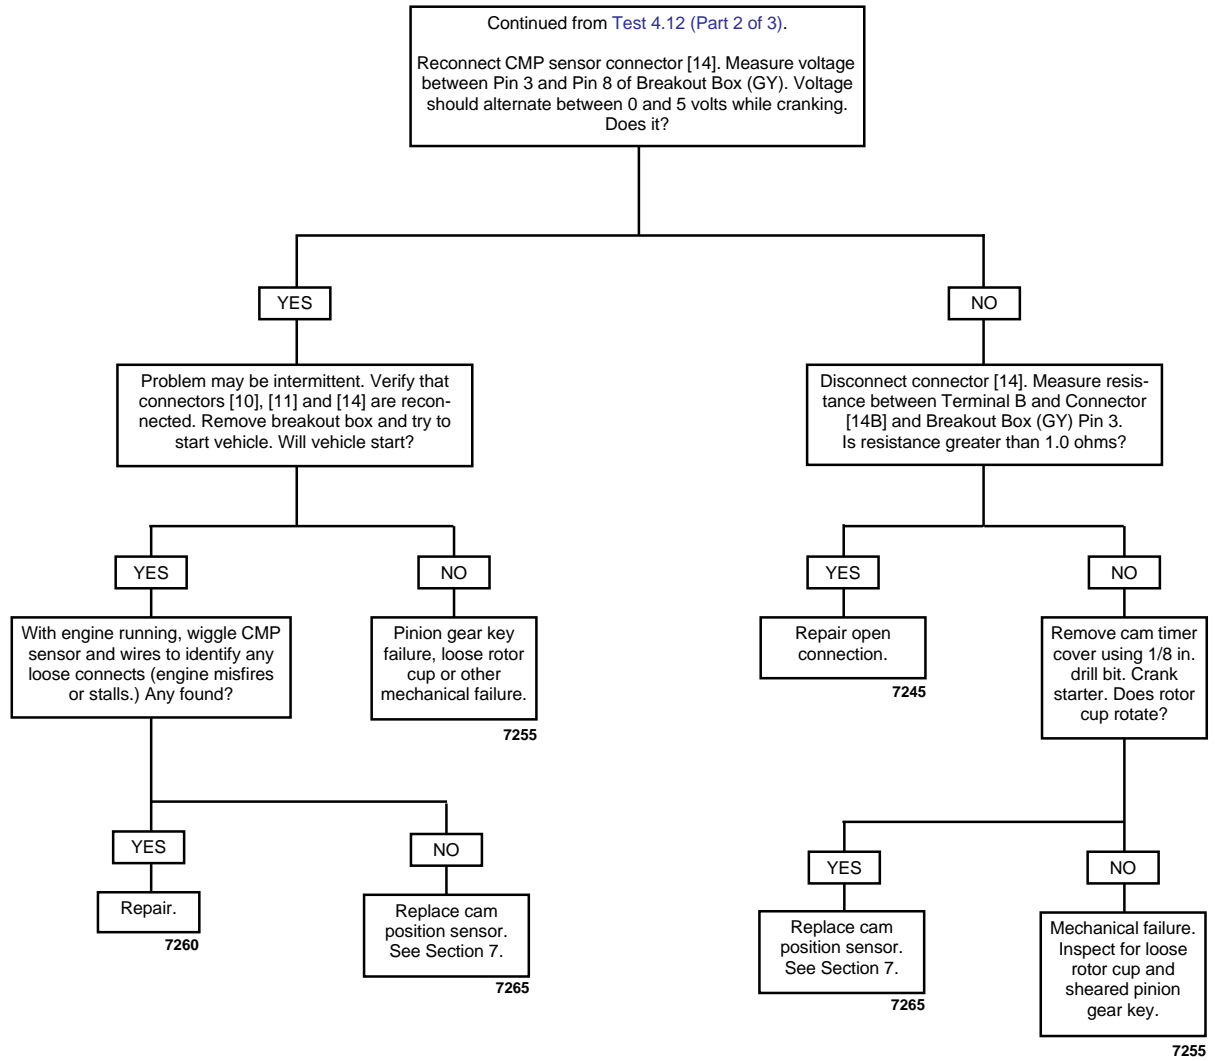 Continued from Test 4.12 (Part 2 of 3).
Reconnect CMP sensor connector [14]. Measure voltage
between Pin 3 and Pin 8 of Breakout Box (GY). Voltage
should alternate between 0 and 5 volts while cranking.
Does it?
YES
NO
Problem may be intermittent. Verify that
connectors [10], [11] and [14] are recon-
nected. Remove breakout box and try to
start vehicle. Will vehicle start?
Disconnect connector [14]. Measure resis-
tance between Terminal B and Connector
[14B] and Breakout Box (GY) Pin 3.
Is resistance greater than 1.0 ohms?
YES
NO
YES
NO
With engine running, wiggle CMP
sensor and wires to identify any
loose connects (engine misfires
or stalls.) Any found?
Pinion gear key
failure, loose rotor
cup or other
mechanical failure.
7255
Repair open
connection.
7245
Remove cam timer
cover using 1/8 in.
drill bit. Crank
starter. Does rotor
cup rotate?
YES
NO
YES
NO
Repair.
7260
Replace cam
position sensor.
See Section 7.
7265
Replace cam
position sensor.
See Section 7.
7265
Mechanical failure.
Inspect for loose
rotor cup and
sheared pinion
gear key.
7255